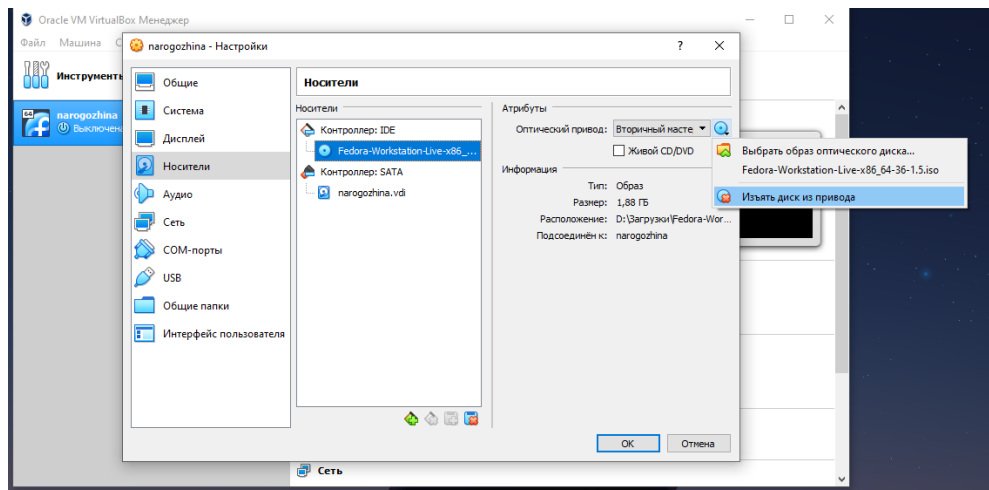 Oracle VM VirtualBox Менеджер
Файл Машина С
Инструменты
64
narogozhina
Выключена
narogozhina - Настройки
?
Общие
Система
Дисплей
Носители
Аудио
Сеть
COM-порты
USB
Общие папки
Интерфейс пользователя
Носители
Носители
Контроллер: IDE
Fedora-Workstation-Live-x86_...
Контроллер: SATA
narogozhina.vdi
Атрибуты
Оптический привод: Вторичный масте
Живой CD/DVD
Информация
Тип: Образ
Размер: 1,88 ГБ
Расположение: D:\Загрузки\Fedora-Wor...
Подсоединён к: narogozhina
Выбрать образ оптического диска...
Fedora-Workstation-Live-x86_64-36-1.5.iso
Изъять диск из привода
OK Отмена
Сеть